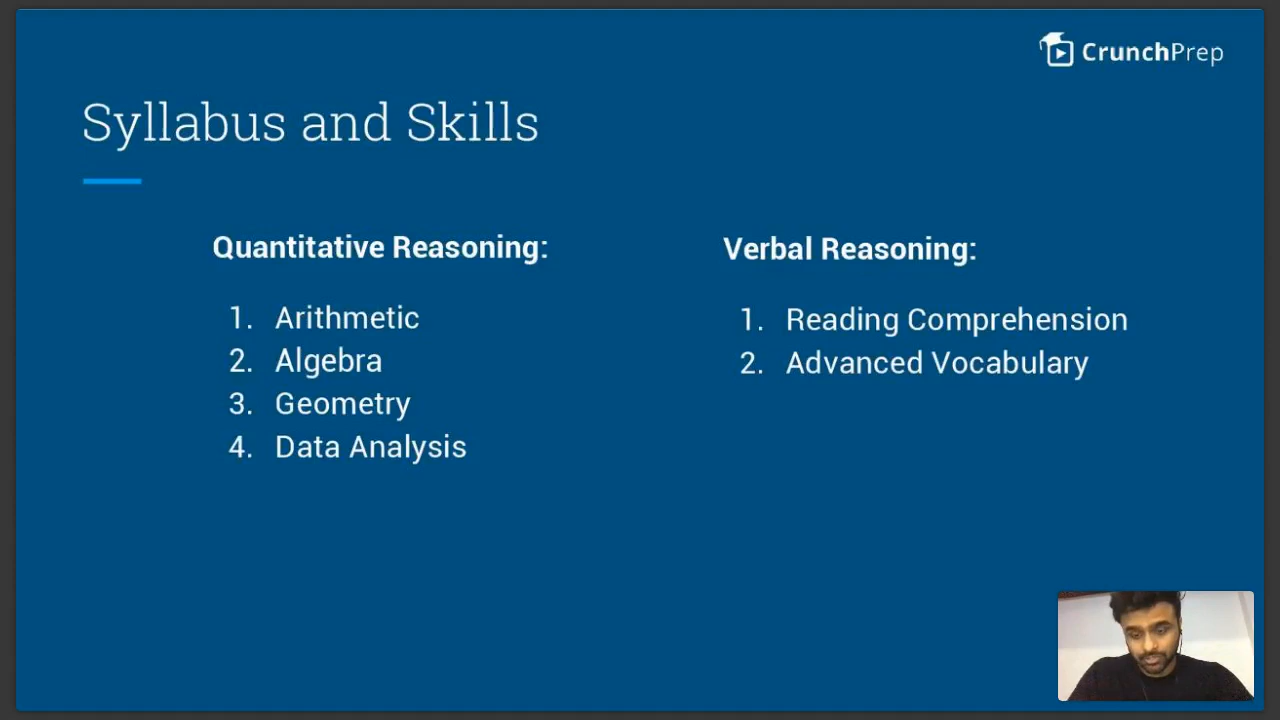 CrunchPrep
Syllabus and Skills
Quantitative Reasoning:
1. Arithmetic
2. Algebra
3. Geometry
4. Data Analysis
Verbal Reasoning:
1. Reading Comprehension
2. Advanced Vocabulary